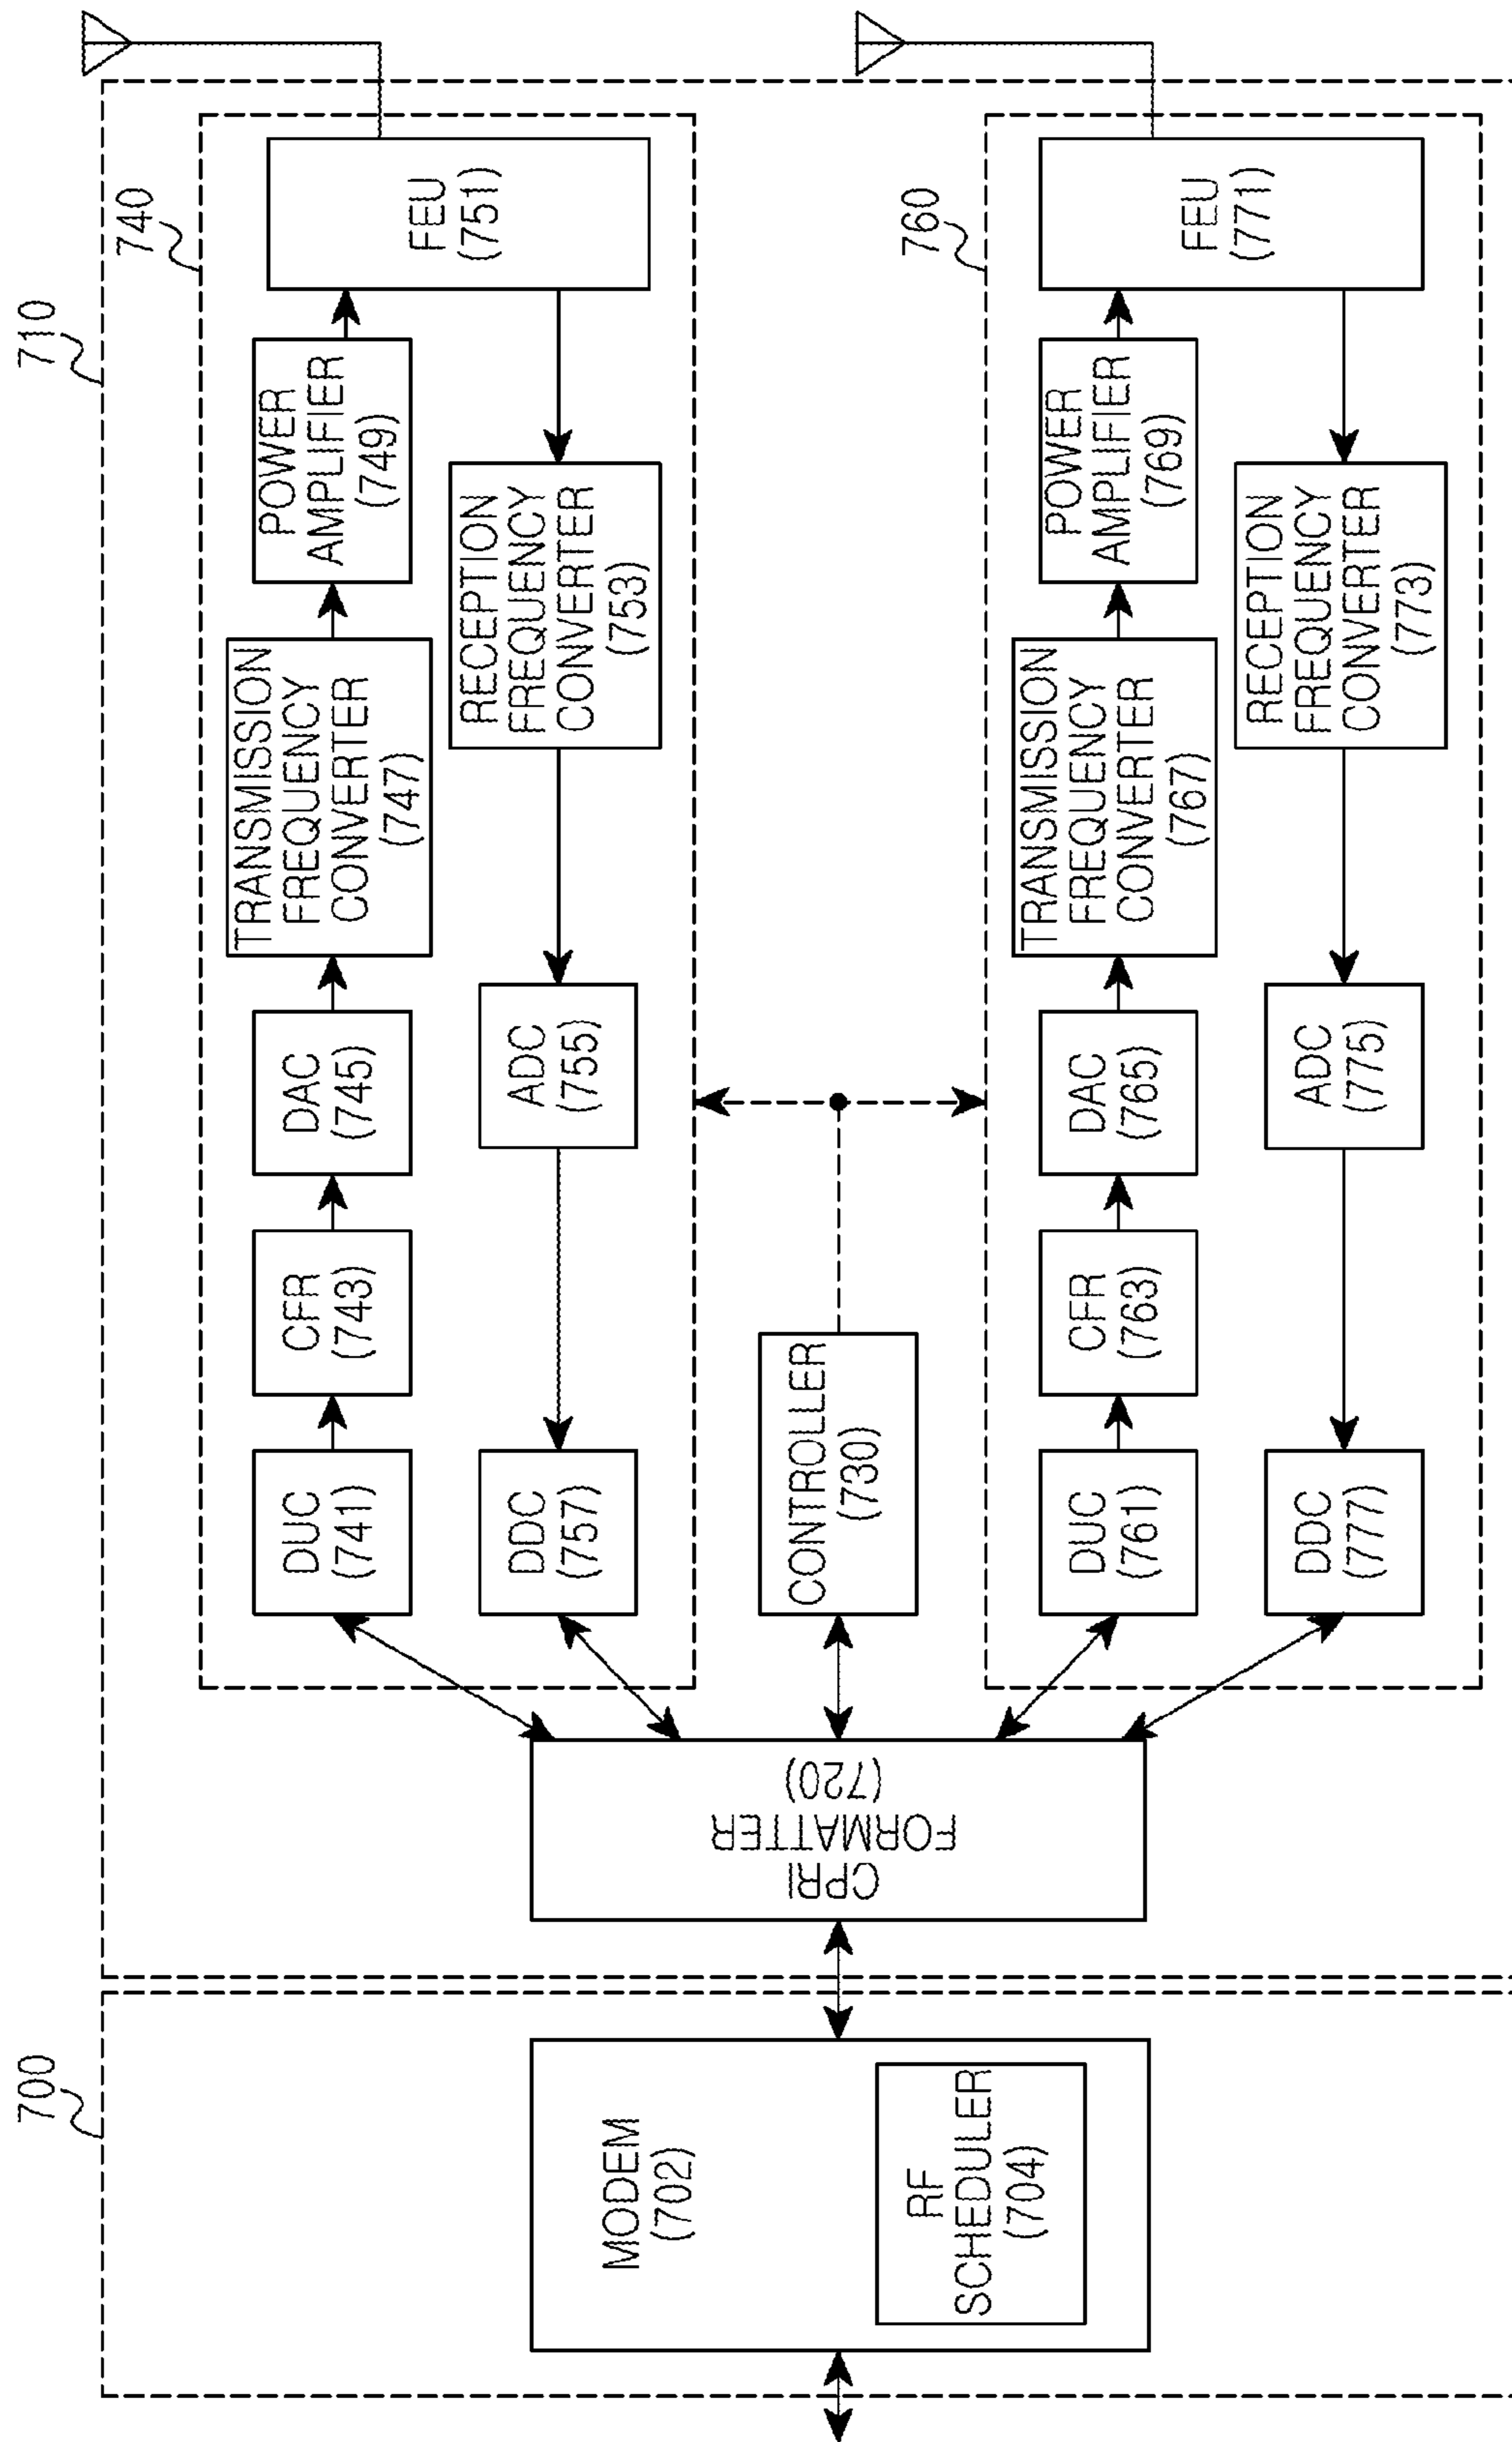 700
710
740
760
MODEM
(702)
RF
SCHEDULER
(704)
CPRI
FORMATTER
(720)
DUC
(741)
CFR
(743)
DAC
(745)
TRANSMISSION
FREQUENCY
CONVERTER
(747)
POWER
AMPLIFIER
(749)
FEU
(751)
DDC
(757)
ADC
(755)
RECEPTION
FREQUENCY
CONVERTER
(753)
CONTROLLER
(730)
DUC
(761)
CFR
(763)
DAC
(765)
TRANSMISSION
FREQUENCY
CONVERTER
(767)
POWER
AMPLIFIER
(769)
FEU
(771)
DDC
(777)
ADC
(775)
RECEPTION
FREQUENCY
CONVERTER
(773)